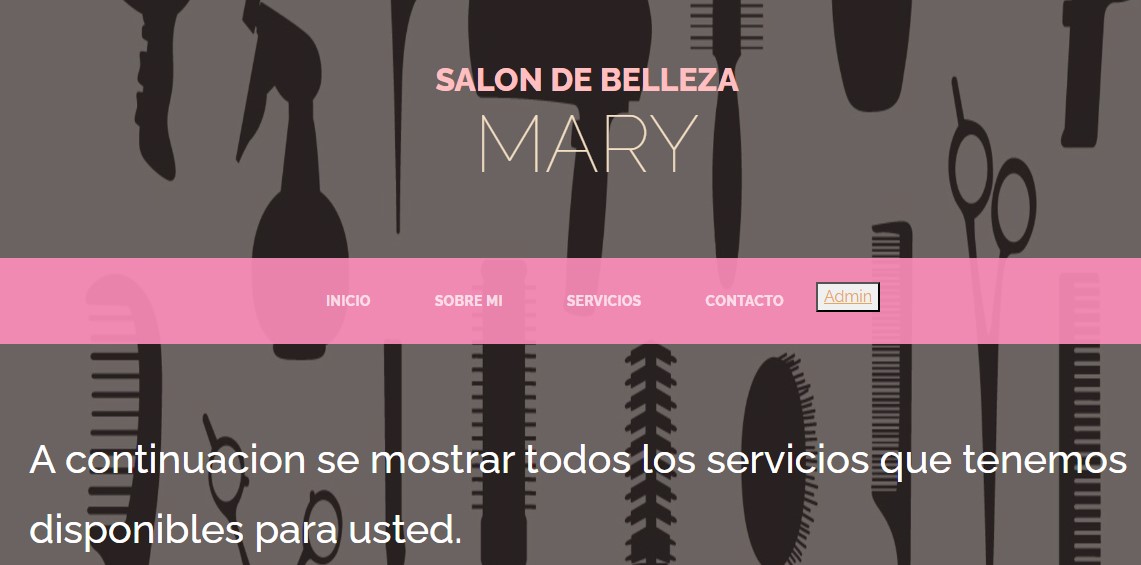 SALON DE BELLEZA
MARY
INICIO SOBRE MI SERVICIOS CONTACTO Admin
A continuacion se mostrar todos los servicios que tenemos
disponibles para usted.